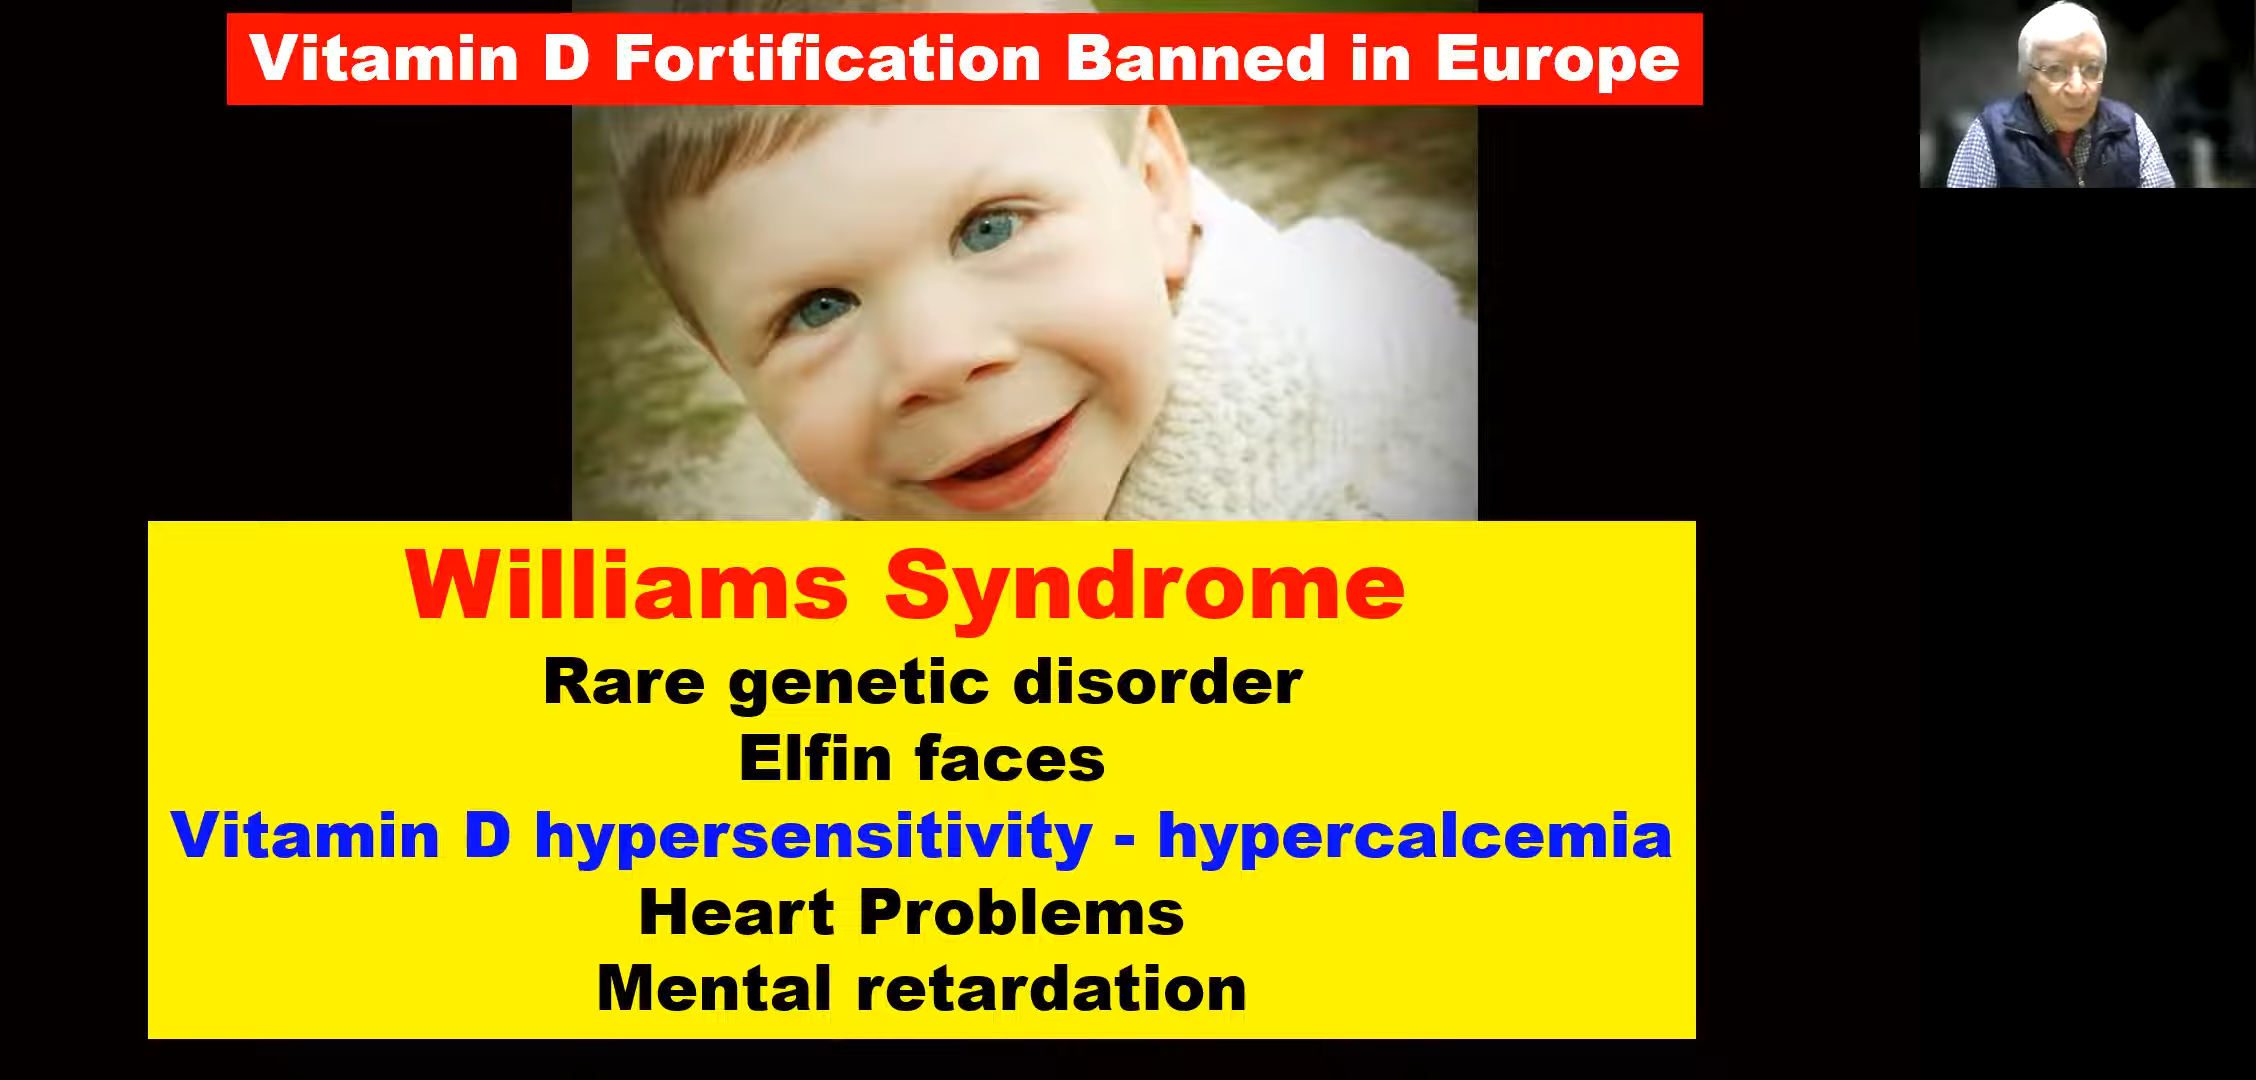 Vitamin D Fortification Banned in Europe
Williams Syndrome
Rare genetic disorder
Elfin faces
Vitamin D hypersensitivity - hypercalcemia
Heart Problems
Mental retardation